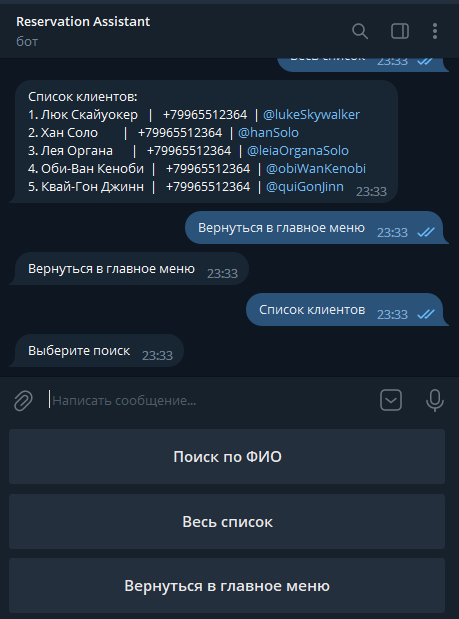 Reservation Assistant
бот
Весь список 23:33
Список клиентов:
1. Люк Скайуокер | +79965512364 | @lukeSkywalker
2. Хан Соло | +79965512364 | @hanSolo
3. Лея Органа | +79965512364 | @leiaOrganaSolo
4. Оби-Ван Кеноби | +79965512364 | @obiWanKenobi
5. Квай-Гон Джинн | +79965512364 | @quiGonJinn 23:33
Вернуться в главное меню 23:33
Вернуться в главное меню 23:33
Список клиентов 23:33
Выберите поиск 23:33
Написать сообщение...
Поиск по ФИО
Весь список
Вернуться в главное меню